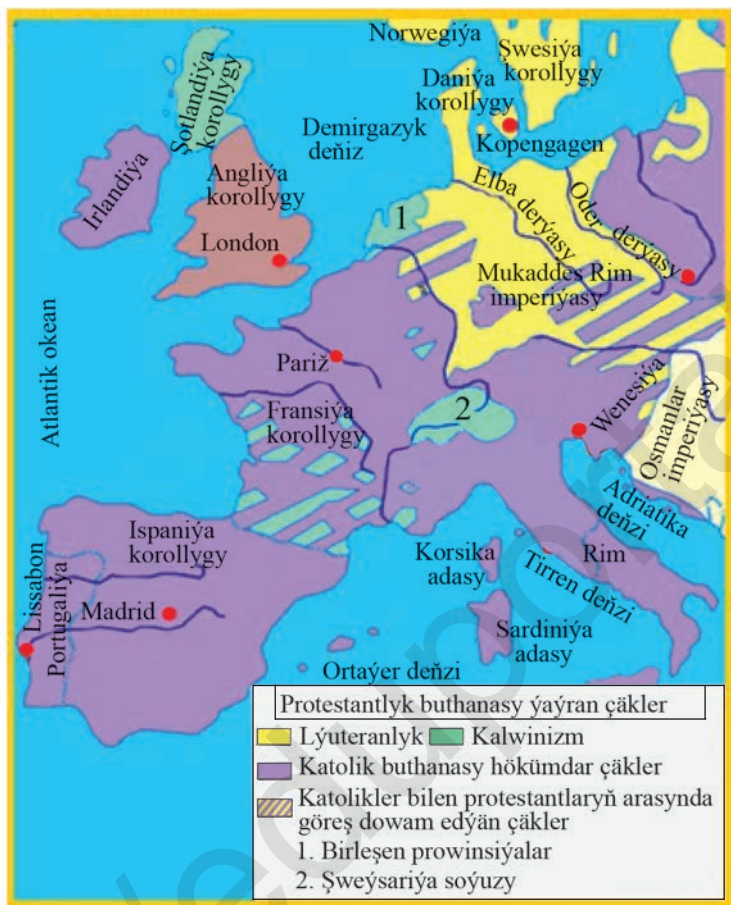 Norwegiýa
Şwesiýa
korollygy
Daniýa
korollygy
Kopengagen
Şotlandiýa
korollygy
Demirgazyk
deňiz
Irlandiýa
Angliýa
korollygy
London
1
Elba derýasy
Oder derýasy
Mukaddes Rim
imperiýasy
Atlantik okean
Pariž
Fransiýa
korollygy
2
Wenesiýa
Osmanlar
imperiýasy
Adriatika
deňzi
Ispaniýa
korollygy
Korsika
adasy
Rim
Tirren deňzi
Lissabon
Portugaliýa
Madrid
Sardiniýa
adasy
Ortaýer deňzi
Protestantlyk buthanasy ýaýran çäkler
Lýuteranlyk Kalwinizm
Katolik buthanasy hökümdar çäkler
Katolikler bilen protestantlaryň arasynda
göreş dowam edýän çäkler
1. Birleşen prowinsiýalar
2. Şweýsariýa soýuzy